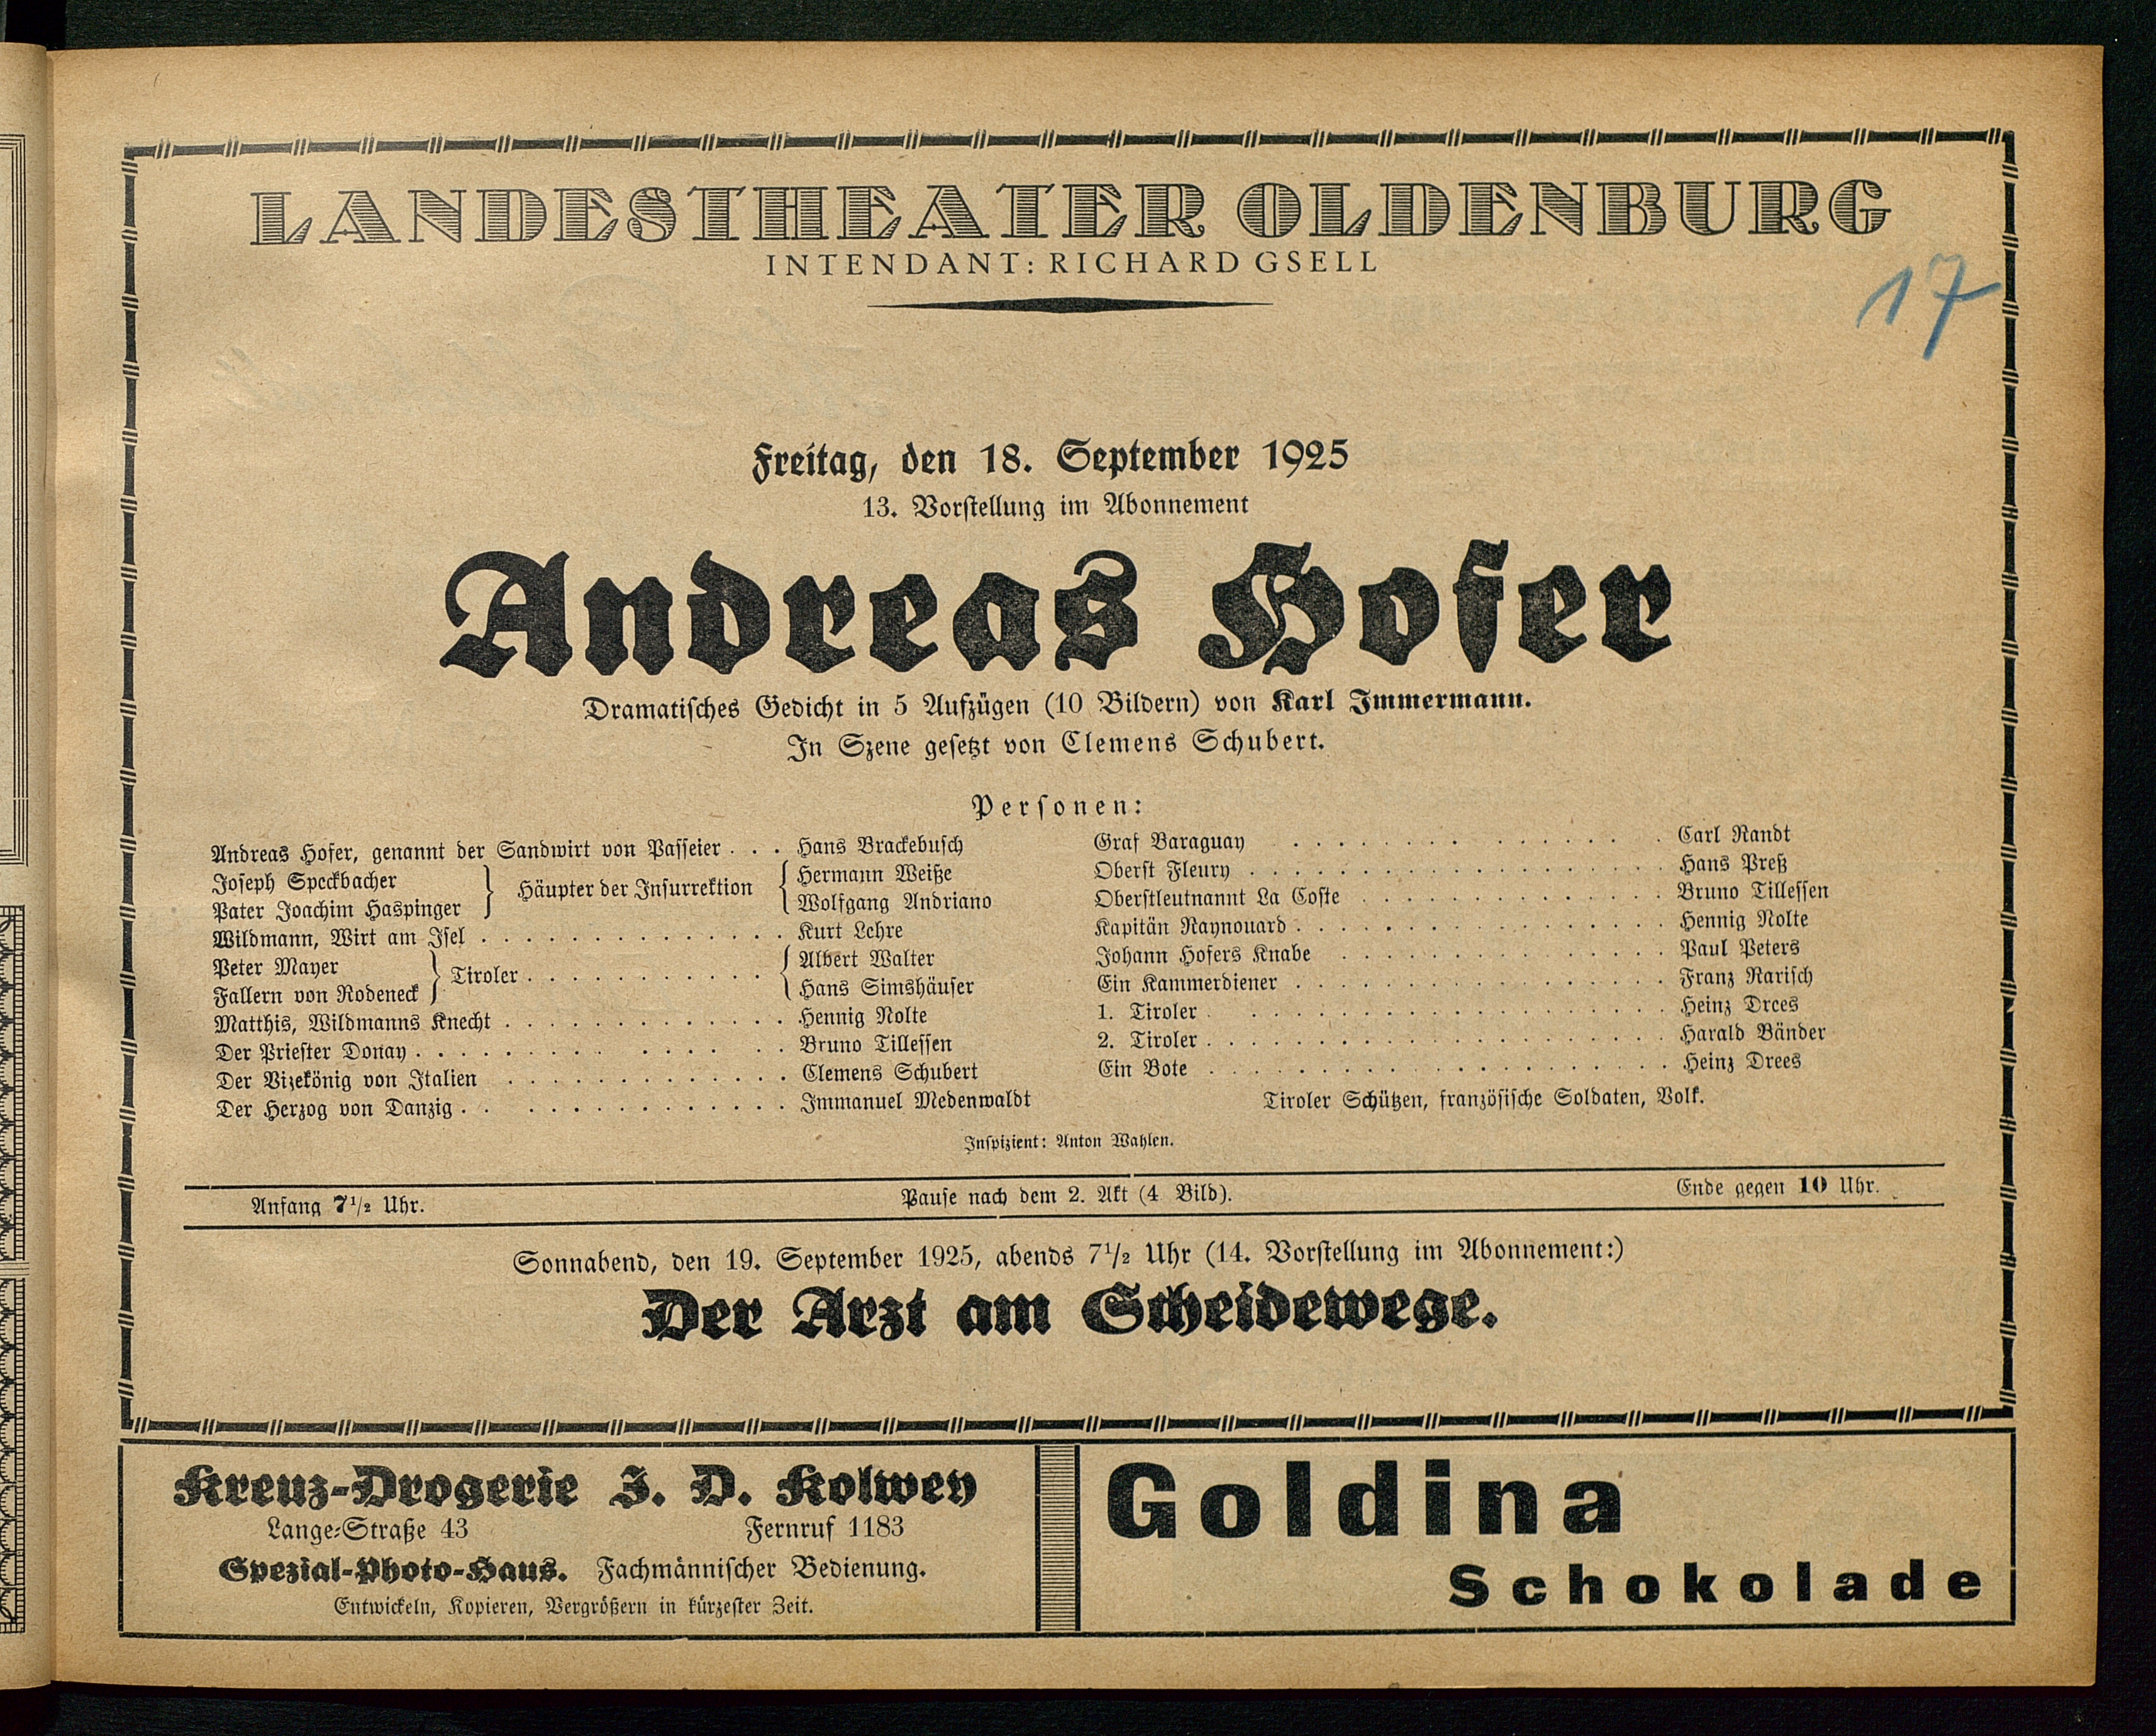 LANDESTHEATER OLDENBURG
INTENDANT: RICHARD GSELL
17
Freitag, den 18. September 1925
13. Vorstellung im Abonnement
Andreas Hofer
Dramatisches Gedicht in 5 Aufzügen (10 Bildern) von Karl Immermann.
In Szene gesetzt von Clemens Schubert.
Personen:
Andreas Hofer, genannt der Sandwirt von Passeier . . . Hans Brackebusch
Joseph Speckbacher } Häupter der Insurrektion { Hermann Weiße
Pater Joachim Haspinger Wolfgang Andriano
Wildmann, Wirt am Isel . . . Kurt Lehre
Peter Mayer } Tiroler . . . { Albert Walter
Fallern von Rodeneck Hans Simshäuser
Matthis, Wildmanns Knecht . . . Hennig Nolte
Der Priester Donay . . . Bruno Tillessen
Der Vizekönig von Italien . . . Clemens Schubert
Der Herzog von Danzig . . . Immanuel Medenwaldt
Graf Baraguay . . . Carl Randt
Oberst Fleury . . . Hans Preß
Oberstleutnannt La Coste . . . Bruno Tillessen
Kapitän Raynouard . . . Hennig Nolte
Johann Hofers Knabe . . . Paul Peters
Ein Kammerdiener . . . Franz Rarisch
1. Tiroler . . . Heinz Drees
2. Tiroler . . . Harald Bänder
Ein Bote . . . Heinz Drees
Tiroler Schützen, französische Soldaten, Volk.
Inspizient: Anton Wahlen.
Anfang 7½ Uhr. Pause nach dem 2. Akt (4 Bild). Ende gegen 10 Uhr.
Sonnabend, den 19. September 1925, abends 7½ Uhr (14. Vorstellung im Abonnement:)
Der Arzt am Scheidewege.
Kreuz-Drogerie J. D. Kolwey
Lange-Straße 43 Fernruf 1183
Spezial-Photo-Haus. Fachmännischer Bedienung.
Entwickeln, Kopieren, Vergrößern in kürzester Zeit.
Goldina
Schokolade